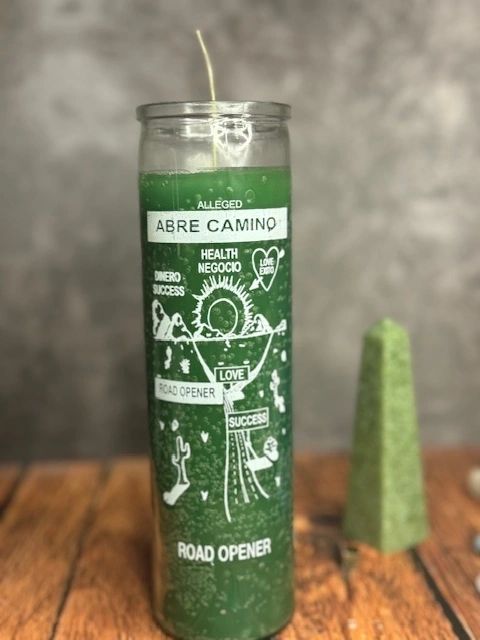 ALLEGED
ABRE CAMINO
HEALTH
NEGOCIO
LOVE
EXITO
DINERO
SUCCESS
LOVE
ROAD OPENER
SUCCESS
ROAD OPENER